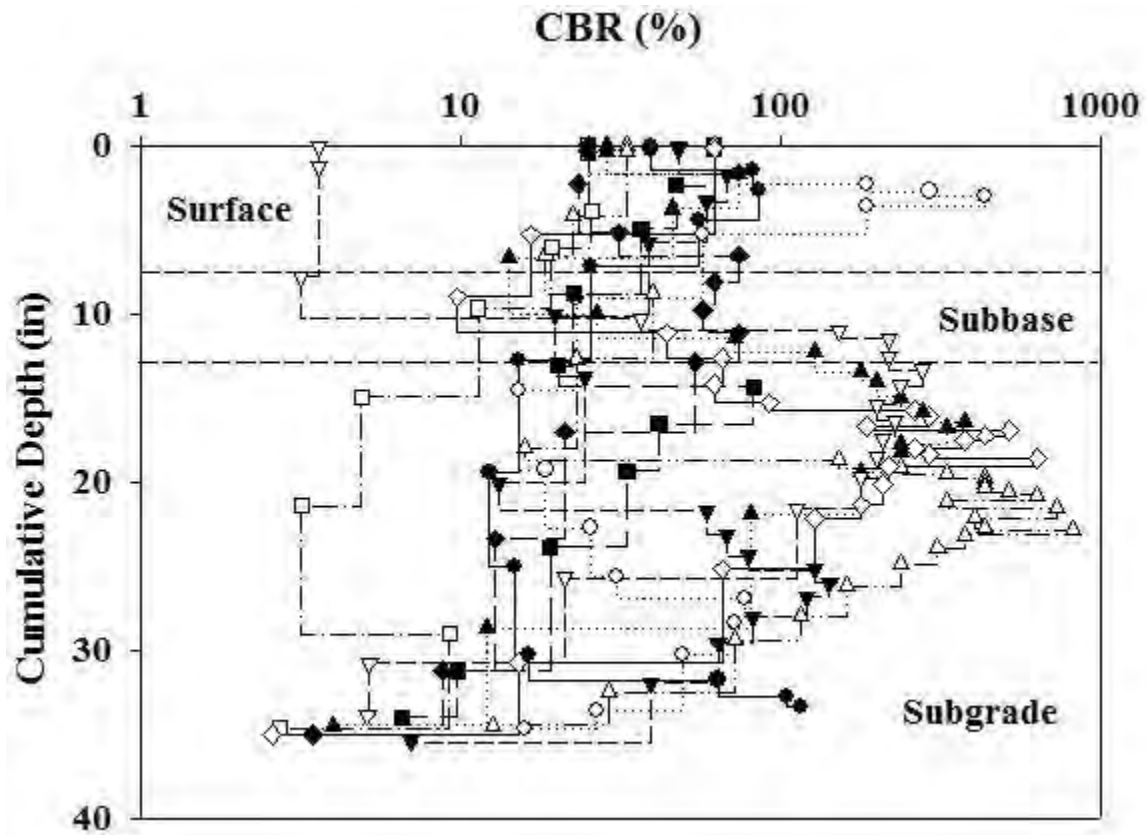 CBR (%)
1 10 100 1000
0
Surface
10
Subbase
20
30
Subgrade
40
Cumulative Depth (in)